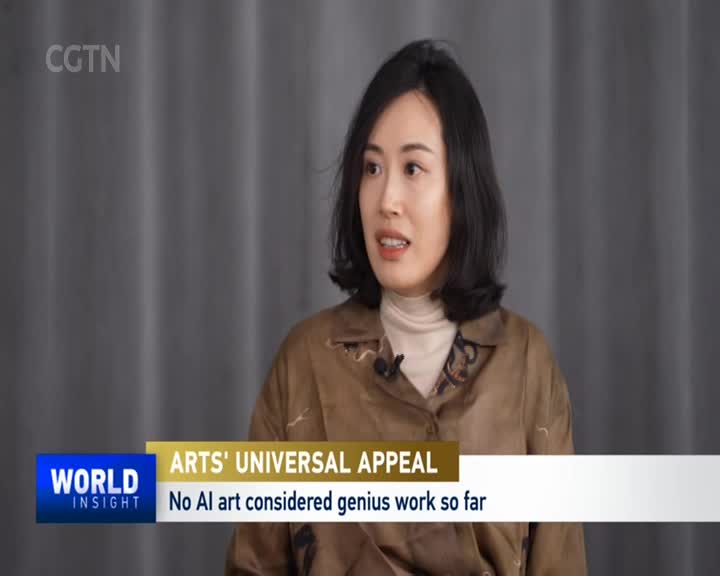 CGTN
ARTS' UNIVERSAL APPEAL
WORLD
INSIGHT
No AI art considered genius work so far